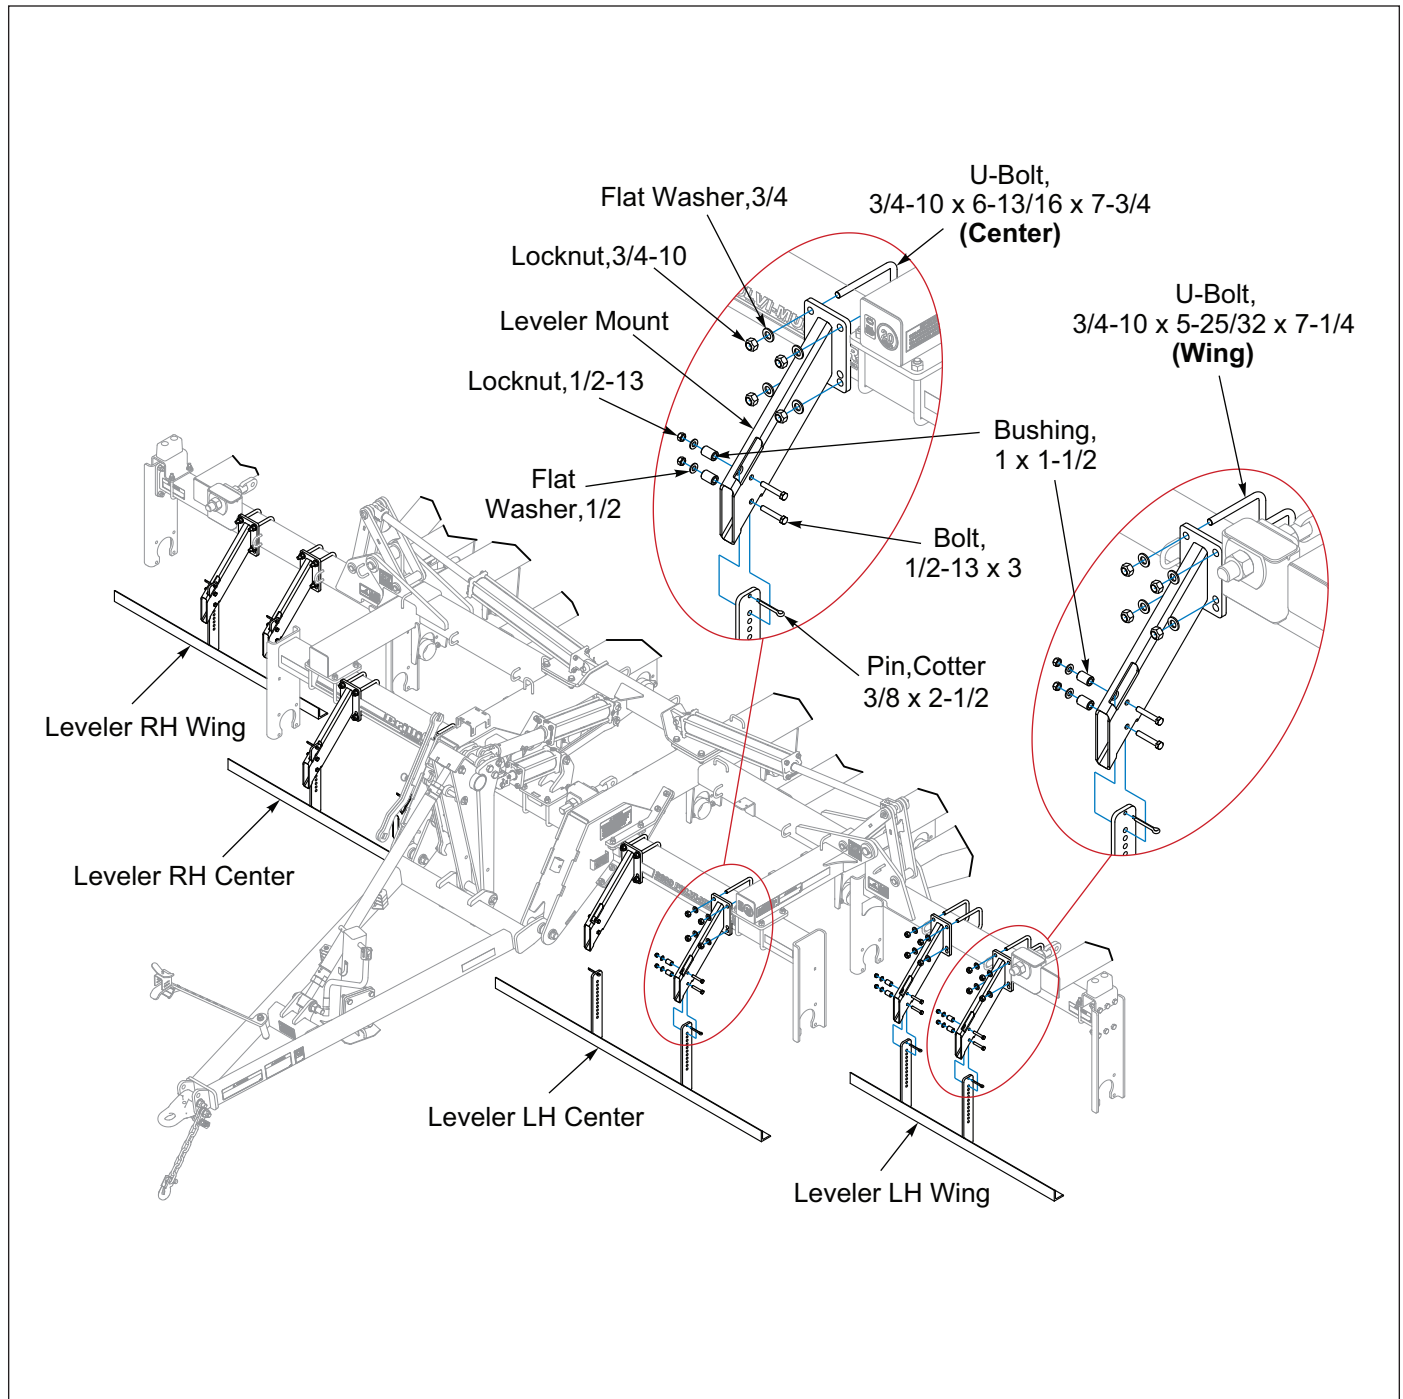 U-Bolt,
3/4-10 x 6-13/16 x 7-3/4
(Center)
Flat Washer,3/4
Locknut,3/4-10
Leveler Mount
Locknut,1/2-13
Flat
Washer,1/2
U-Bolt,
3/4-10 x 5-25/32 x 7-1/4
(Wing)
Bushing,
1 x 1-1/2
Bolt,
1/2-13 x 3
Pin,Cotter
3/8 x 2-1/2
Leveler RH Wing
Leveler RH Center
Leveler LH Center
Leveler LH Wing